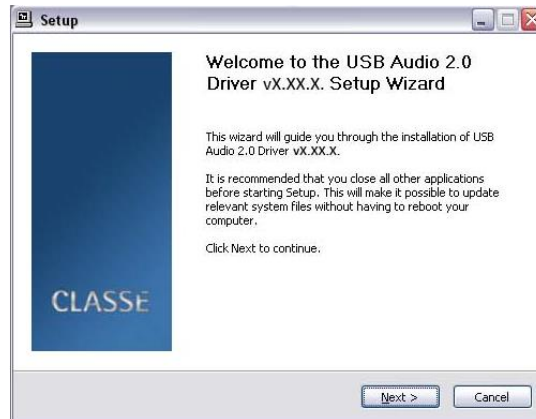 Setup
Welcome to the USB Audio 2.0
Driver vX.XX.X. Setup Wizard
This wizard will guide you through the installation of USB
Audio 2.0 Driver vX.XX.X.
It is recommended that you close all other applications
before starting Setup. This will make it possible to update
relevant system files without having to reboot your
computer.
Click Next to continue.
CLASSE
Next >
Cancel